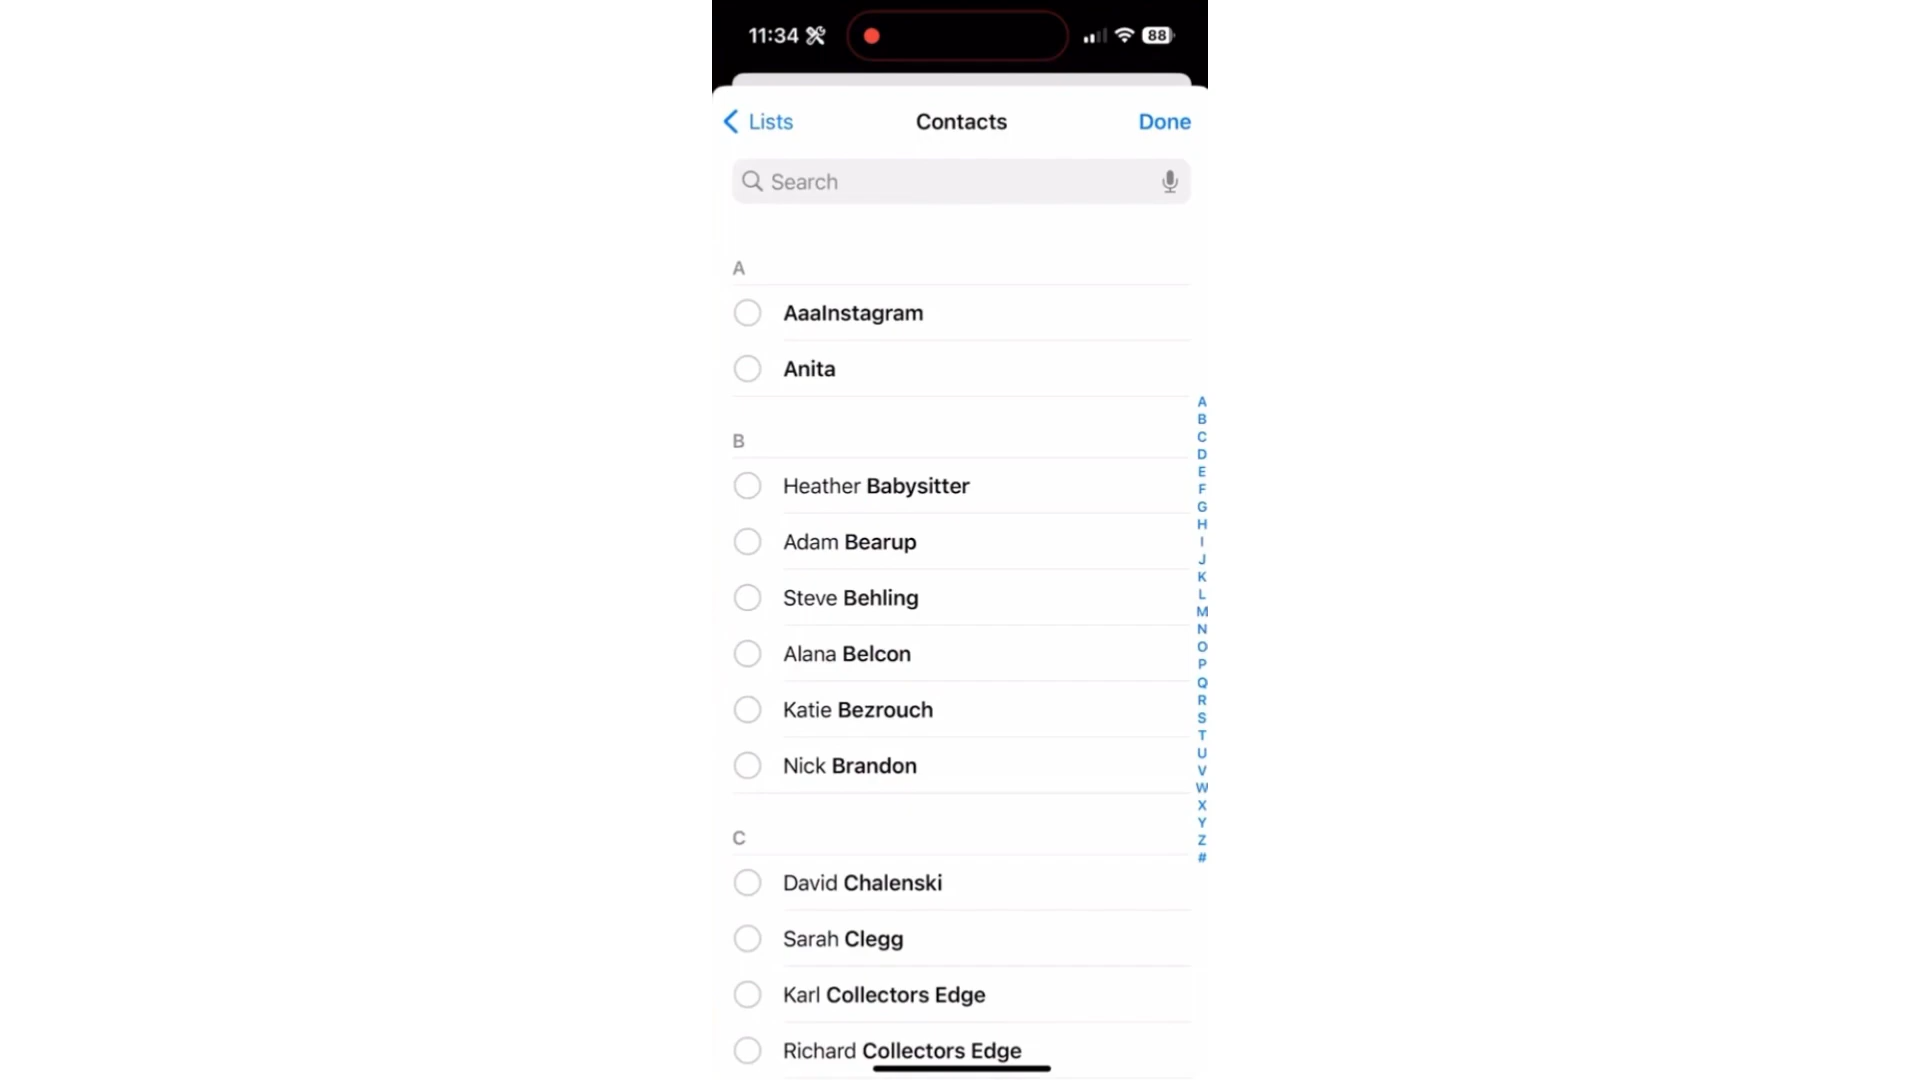 11:34
88
Lists
Contacts
Done
Search
A
AaaInstagram
Anita
B
Heather Babysitter
Adam Bearup
Steve Behling
Alana Belcon
Katie Bezrouch
Nick Brandon
C
David Chalenski
Sarah Clegg
Karl Collectors Edge
Richard Collectors Edge
A
B
C
D
E
F
G
H
I
J
K
L
M
N
O
P
Q
R
S
T
U
V
W
X
Y
Z
#